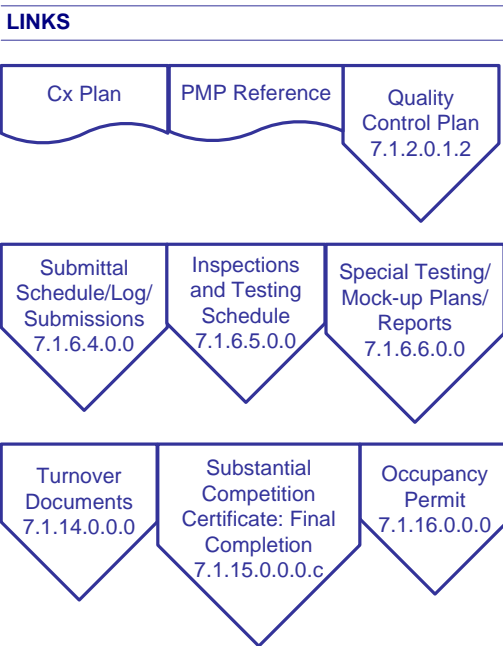 LINKS
Cx Plan
PMP Reference
Quality
Control Plan
7.1.2.0.1.2
Submittal
Schedule/Log/
Submissions
7.1.6.4.0.0
Inspections
and Testing
Schedule
7.1.6.5.0.0
Special Testing/
Mock-up Plans/
Reports
7.1.6.6.0.0
Turnover
Documents
7.1.14.0.0.0
Substantial
Competition
Certificate: Final
Completion
7.1.15.0.0.0.c
Occupancy
Permit
7.1.16.0.0.0